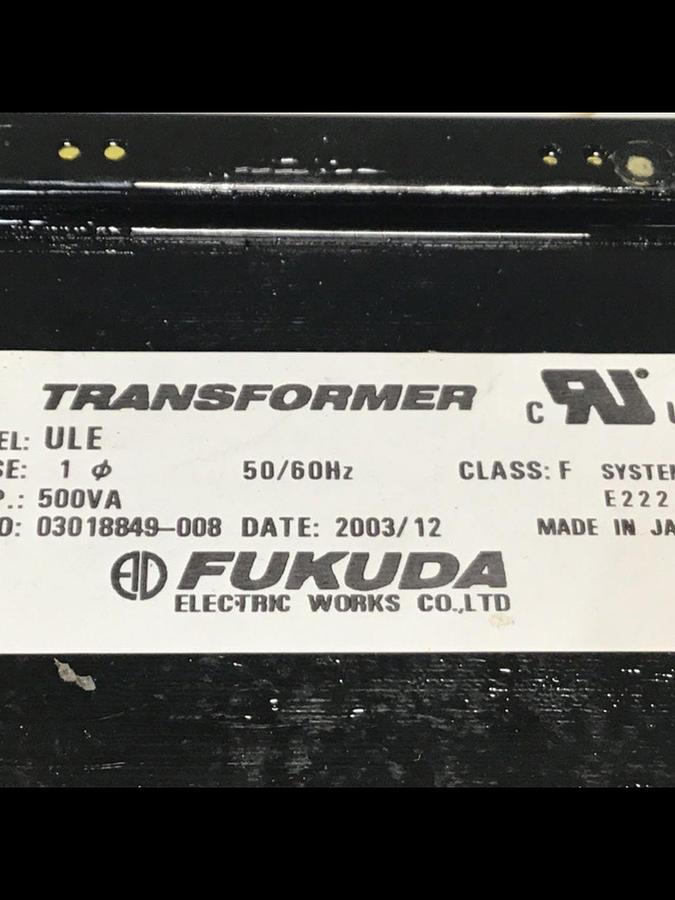 TRANSFORMER
EL: ULE
SE: 1 ϕ 50/60Hz CLASS: F SYSTEM
P.: 500VA E222
O: 03018849-008 DATE: 2003/12 MADE IN JA
FUKUDA
ELECTRIC WORKS CO.,LTD